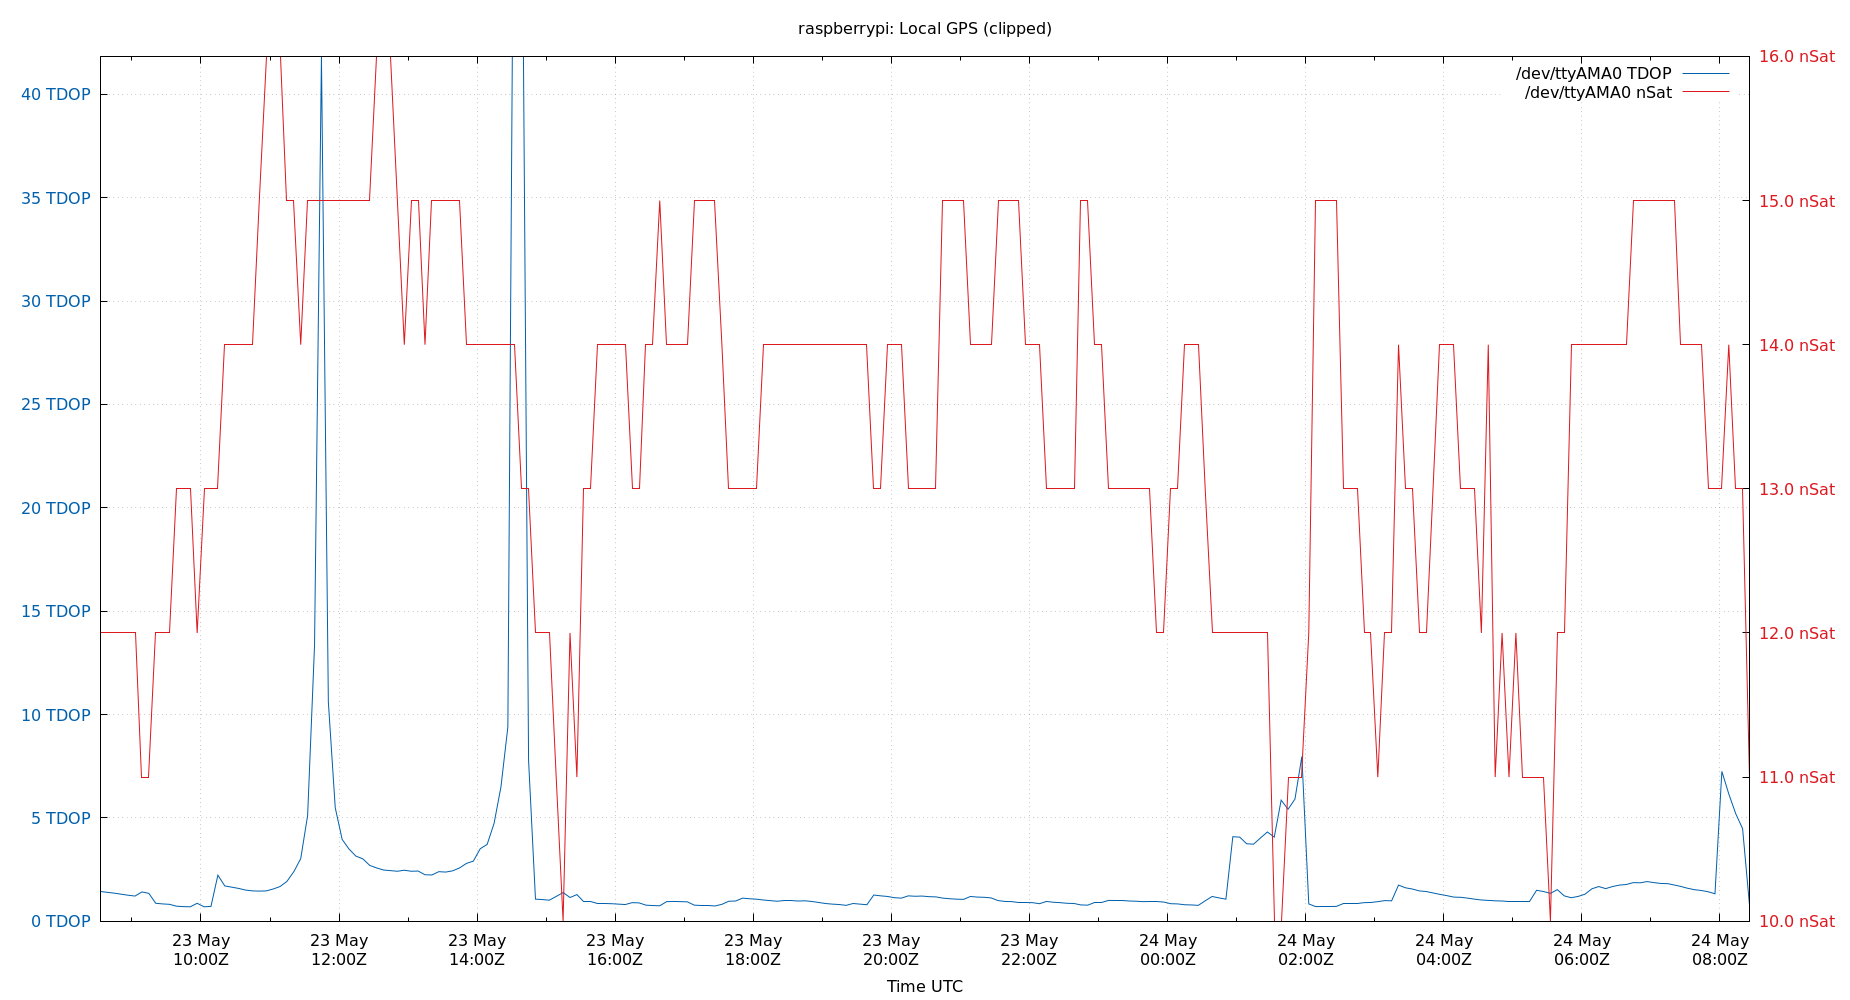 raspberrypi: Local GPS (clipped)
/dev/ttyAMA0 TDOP
/dev/ttyAMA0 nSat
40 TDOP
35 TDOP
30 TDOP
25 TDOP
20 TDOP
15 TDOP
10 TDOP
5 TDOP
0 TDOP
16.0 nSat
15.0 nSat
14.0 nSat
13.0 nSat
12.0 nSat
11.0 nSat
10.0 nSat
23 May
10:00Z
23 May
12:00Z
23 May
14:00Z
23 May
16:00Z
23 May
18:00Z
23 May
20:00Z
23 May
22:00Z
24 May
00:00Z
24 May
02:00Z
24 May
04:00Z
24 May
06:00Z
24 May
08:00Z
Time UTC